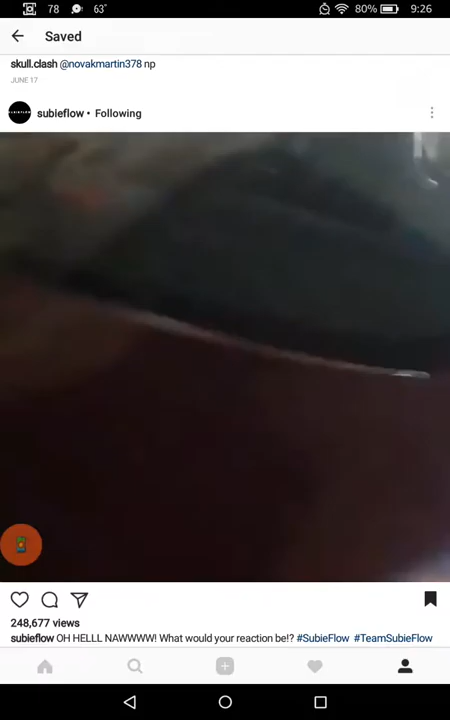 78 63° 80% 9:26
Saved
skull.clash @novakmartin378 np
JUNE 17
subieflow • Following
248,677 views
subieflow OH HELLL NAWWWW! What would your reaction be!? #SubieFlow #TeamSubieFlow